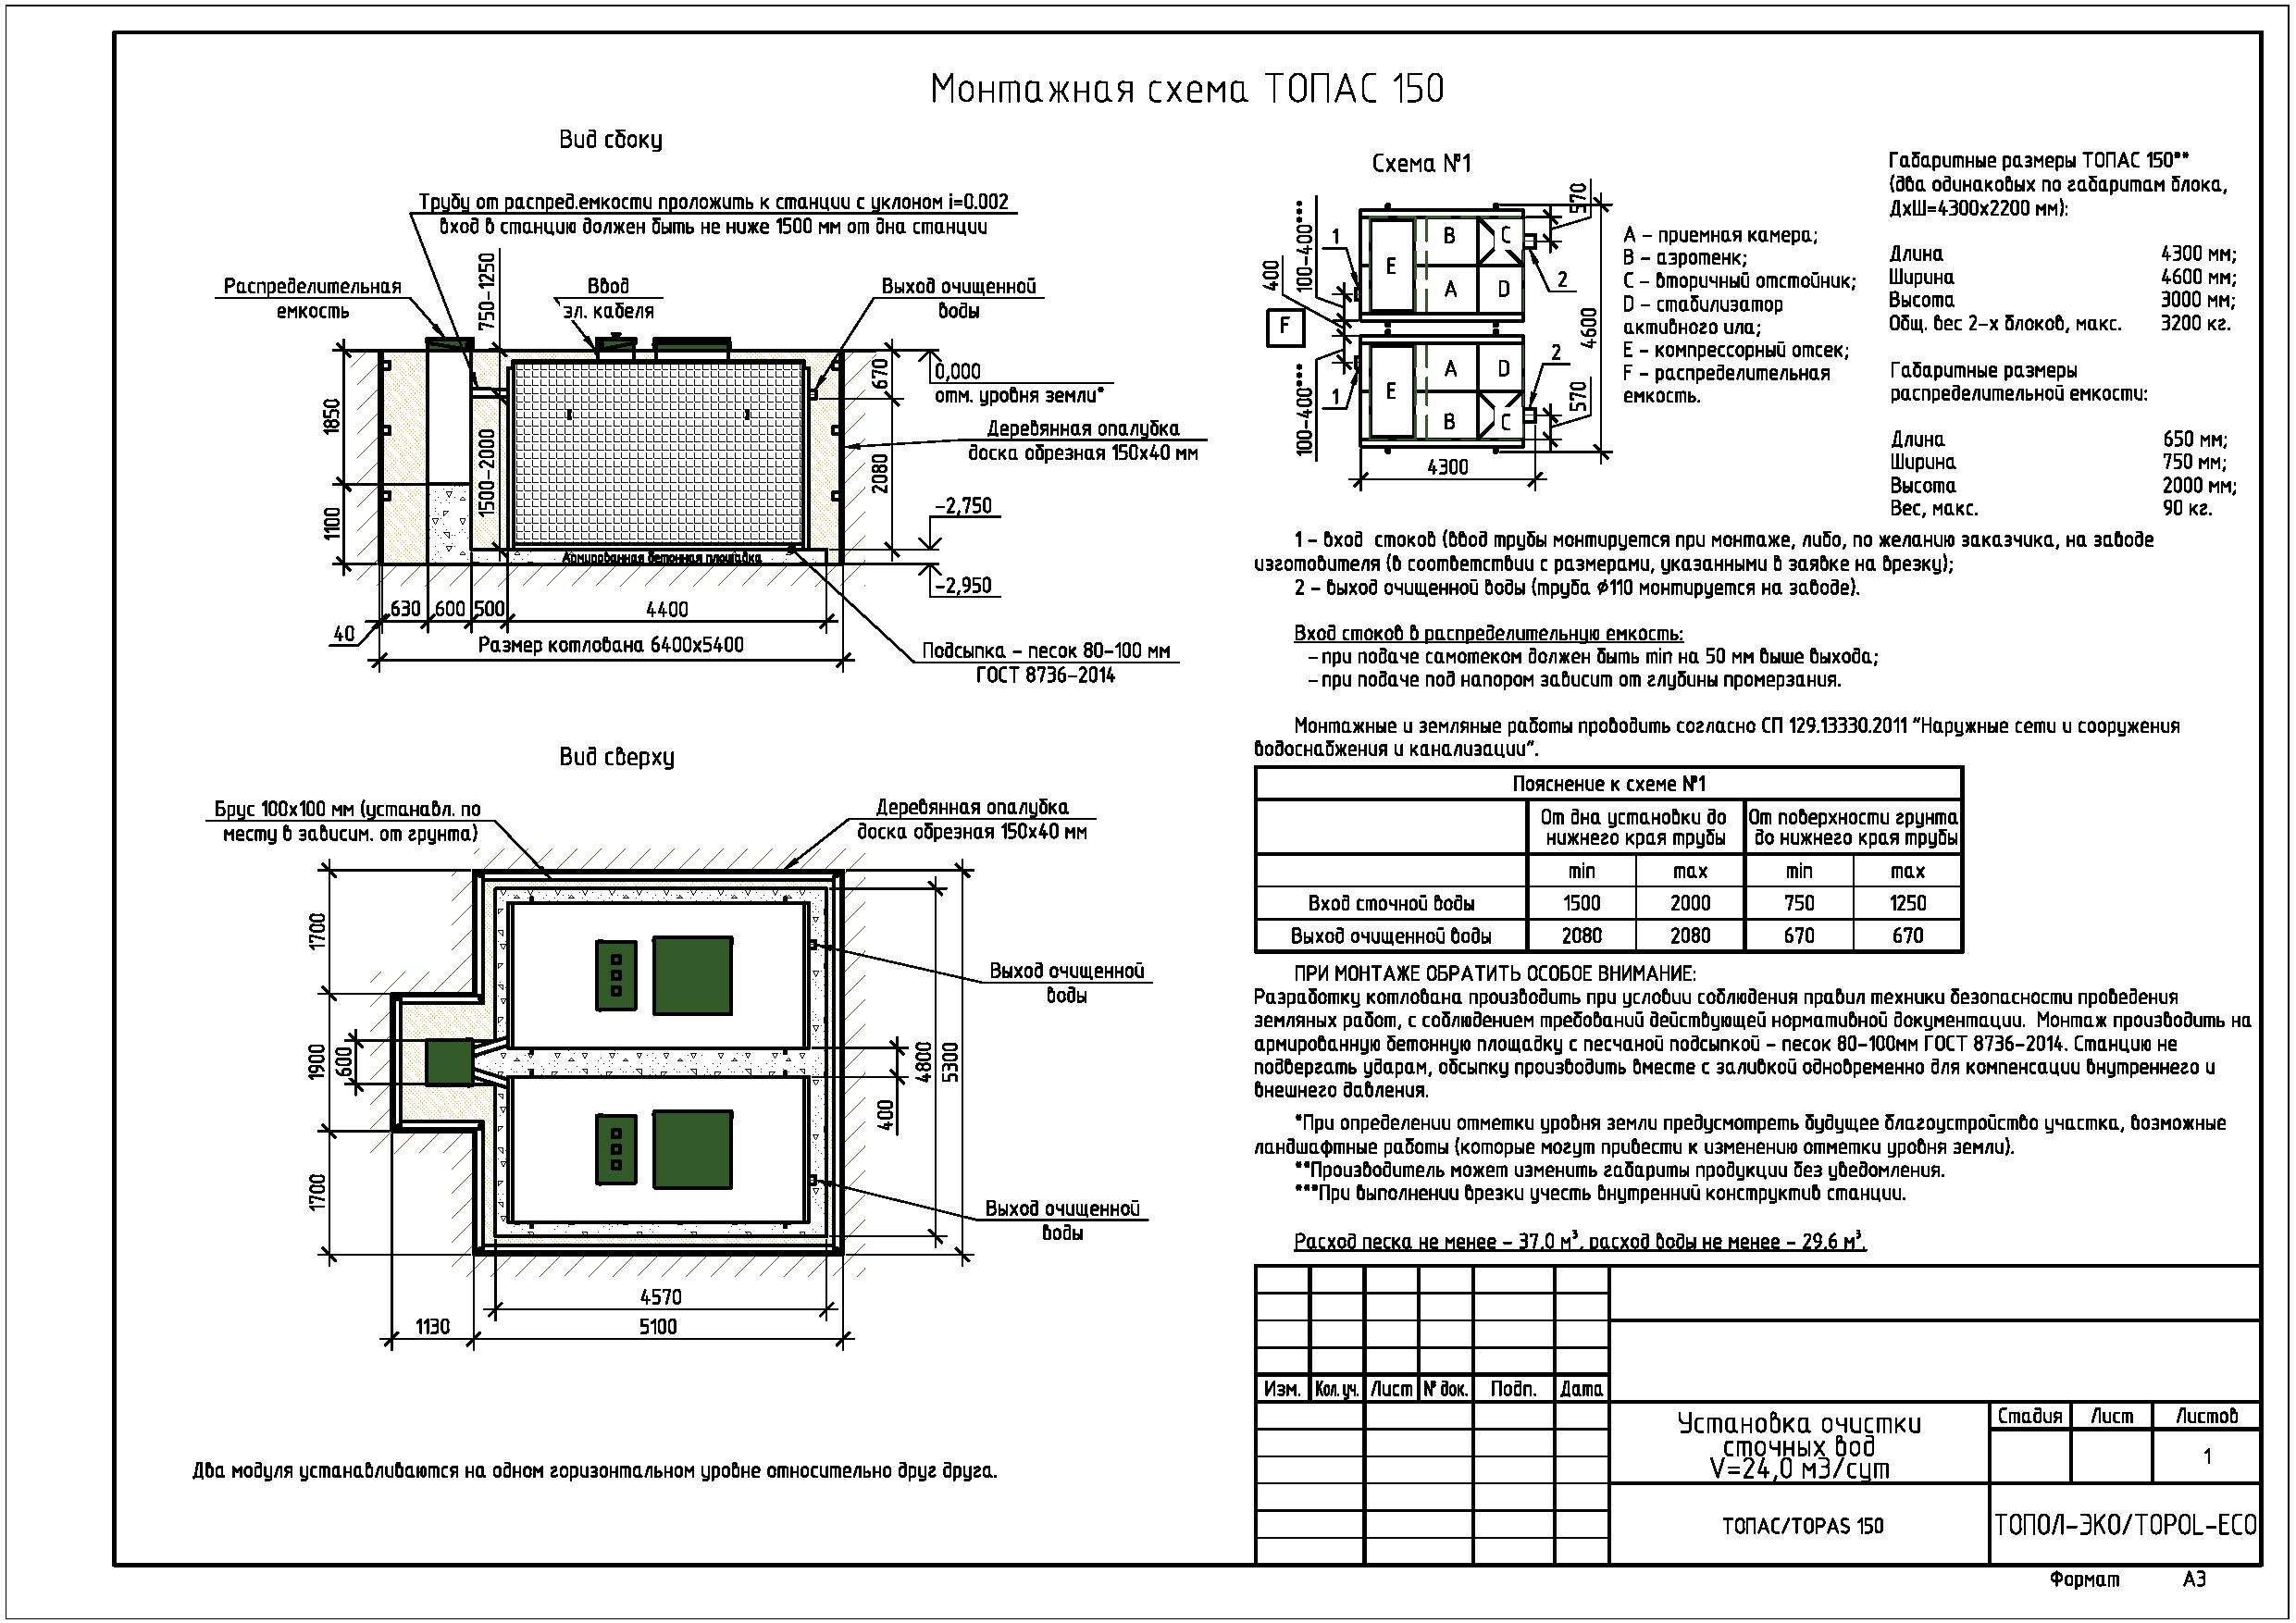 Монтажная схема ТОПАС 150
Вид сбоку
Трубу от распред.емкости проложить к станции с уклоном i=0.002
вход в станцию должен быть не ниже 1500 мм от дна станции
Распределительная
емкость
750-1250
Ввод
эл. кабеля
Выход очищенной
воды
670
0,000
отм. уровня земли*
Деревянная опалубка
доска обрезная 150х40 мм
1850
1500-2000
2080
1100
-2,750
Армированная бетонная площадка
-2,950
630
600
500
4400
40
Размер котлована 6400х5400
Подсыпка - песок 80-100 мм
ГОСТ 8736-2014
Вид сверху
Брус 100х100 мм (устанавл. по
месту в зависим. от грунта)
Деревянная опалубка
доска обрезная 150х40 мм
1700
1900
600
1700
Выход очищенной
воды
4800
5300
400
Выход очищенной
воды
4570
1130
5100
Два модуля устанавливаются на одном горизонтальном уровне относительно друг друга.
Схема №1
570
100-400***
1
B
C
E
A
D
2
400
F
4600
A
D
E
B
C
2
1
570
100-400***
4300
A - приемная камера;
B - аэротенк;
C - вторичный отстойник;
D - стабилизатор
активного ила;
E - компрессорный отсек;
F - распределительная
емкость.
Габаритные размеры ТОПАС 150**
(два одинаковых по габаритам блока,
ДхШ=4300х2200 мм):
Длина 4300 мм;
Ширина 4600 мм;
Высота 3000 мм;
Общ. вес 2-х блоков, макс. 3200 кг.
Габаритные размеры
распределительной емкости:
Длина 650 мм;
Ширина 750 мм;
Высота 2000 мм;
Вес, макс. 90 кг.
1 - вход стоков (ввод трубы монтируется при монтаже, либо, по желанию заказчика, на заводе
изготовителя (в соответствии с размерами, указанными в заявке на врезку);
2 - выход очищенной воды (труба ф110 монтируется на заводе).
Вход стоков в распределительную емкость:
- при подаче самотеком должен быть min на 50 мм выше выхода;
- при подаче под напором зависит от глубины промерзания.
Монтажные и земляные работы проводить согласно СП 129.13330.2011 "Наружные сети и сооружения
водоснабжения и канализации".
Пояснение к схеме №1
От дна установки до От поверхности грунта
нижнего края трубы до нижнего края трубы
min max min max
Вход сточной воды 1500 2000 750 1250
Выход очищенной воды 2080 2080 670 670
ПРИ МОНТАЖЕ ОБРАТИТЬ ОСОБОЕ ВНИМАНИЕ:
Разработку котлована производить при условии соблюдения правил техники безопасности проведения
земляных работ, с соблюдением требований действующей нормативной документации. Монтаж производить на
армированную бетонную площадку с песчаной подсыпкой - песок 80-100мм ГОСТ 8736-2014. Станцию не
подвергать ударам, обсыпку производить вместе с заливкой одновременно для компенсации внутреннего и
внешнего давления.
*При определении отметки уровня земли предусмотреть будущее благоустройство участка, возможные
ландшафтные работы (которые могут привести к изменению отметки уровня земли).
**Производитель может изменить габариты продукции без уведомления.
***При выполнении врезки учесть внутренний конструктив станции.
Расход песка не менее - 37,0 м³, расход воды не менее - 29,6 м³.
Изм. Кол.уч. Лист № док. Подп. Дата
Установка очистки
сточных вод
V=24,0 м3/сут
Стадия Лист Листов
1
ТОПАС/TOPAS 150
ТОПОЛ-ЭКО/TOPOL-ECO
Формат А3